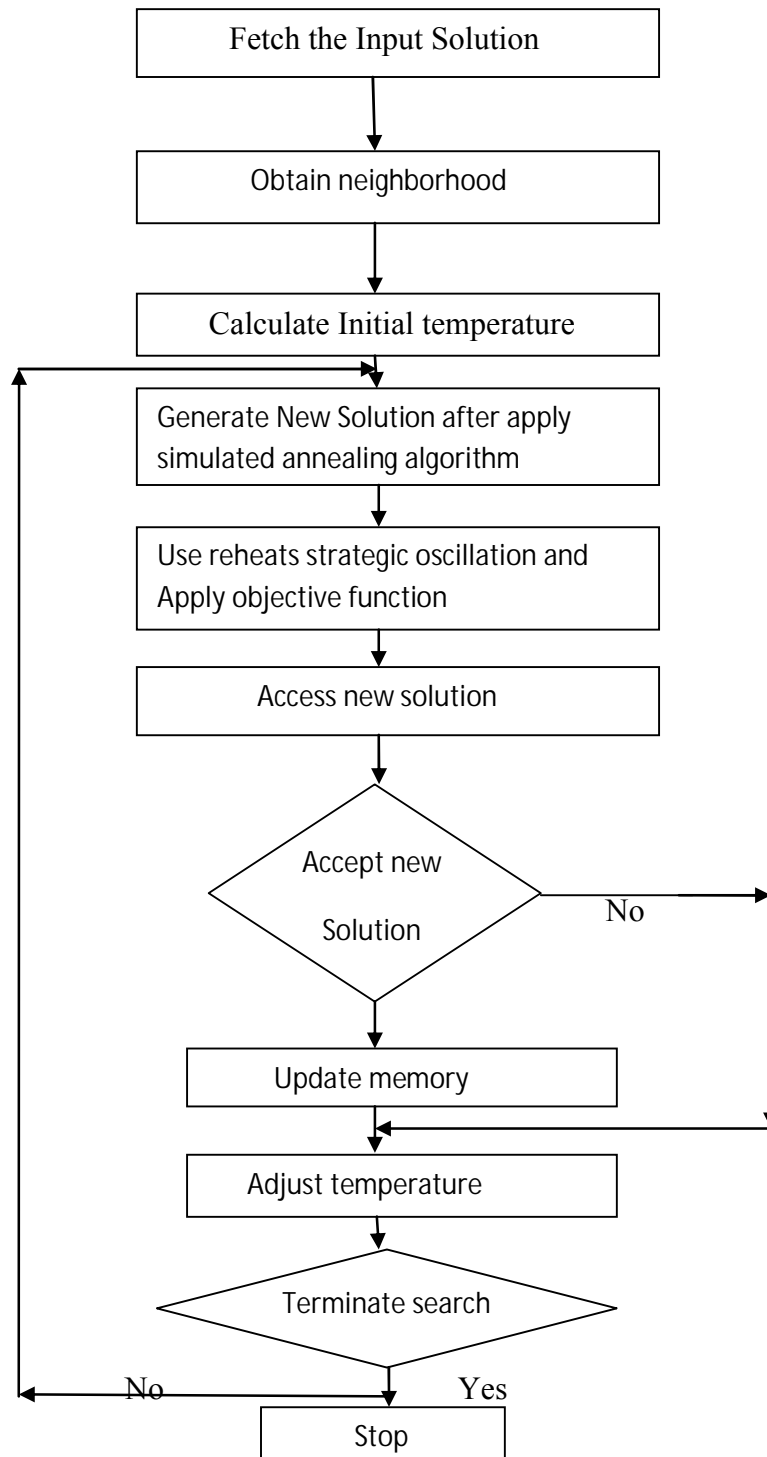 Fetch the Input Solution
Obtain neighborhood
Calculate Initial temperature
Generate New Solution after apply
simulated annealing algorithm
Use reheats strategic oscillation and
Apply objective function
Access new solution
Accept new
Solution
No
Update memory
Adjust temperature
Terminate search
No
Yes
Stop